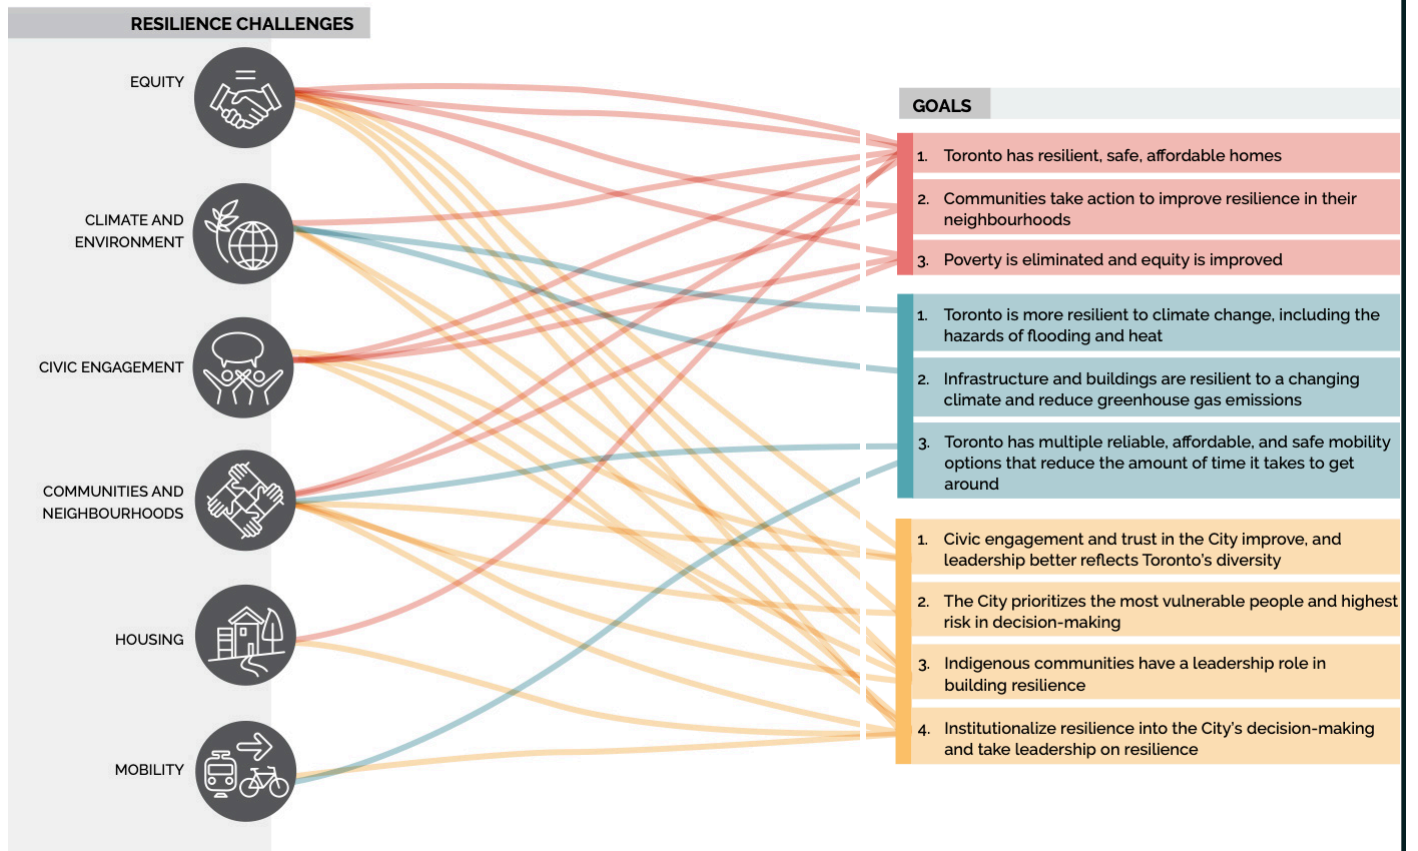 RESILIENCE CHALLENGES
EQUITY
CLIMATE AND
ENVIRONMENT
CIVIC ENGAGEMENT
COMMUNITIES AND
NEIGHBOURHOODS
HOUSING
MOBILITY
GOALS
1. Toronto has resilient, safe, affordable homes
2. Communities take action to improve resilience in their
neighbourhoods
3. Poverty is eliminated and equity is improved
1. Toronto is more resilient to climate change, including the
hazards of flooding and heat
2. Infrastructure and buildings are resilient to a changing
climate and reduce greenhouse gas emissions
3. Toronto has multiple reliable, affordable, and safe mobility
options that reduce the amount of time it takes to get
around
1. Civic engagement and trust in the City improve, and
leadership better reflects Toronto's diversity
2. The City prioritizes the most vulnerable people and highest
risk in decision-making
3. Indigenous communities have a leadership role in
building resilience
4. Institutionalize resilience into the City's decision-making
and take leadership on resilience